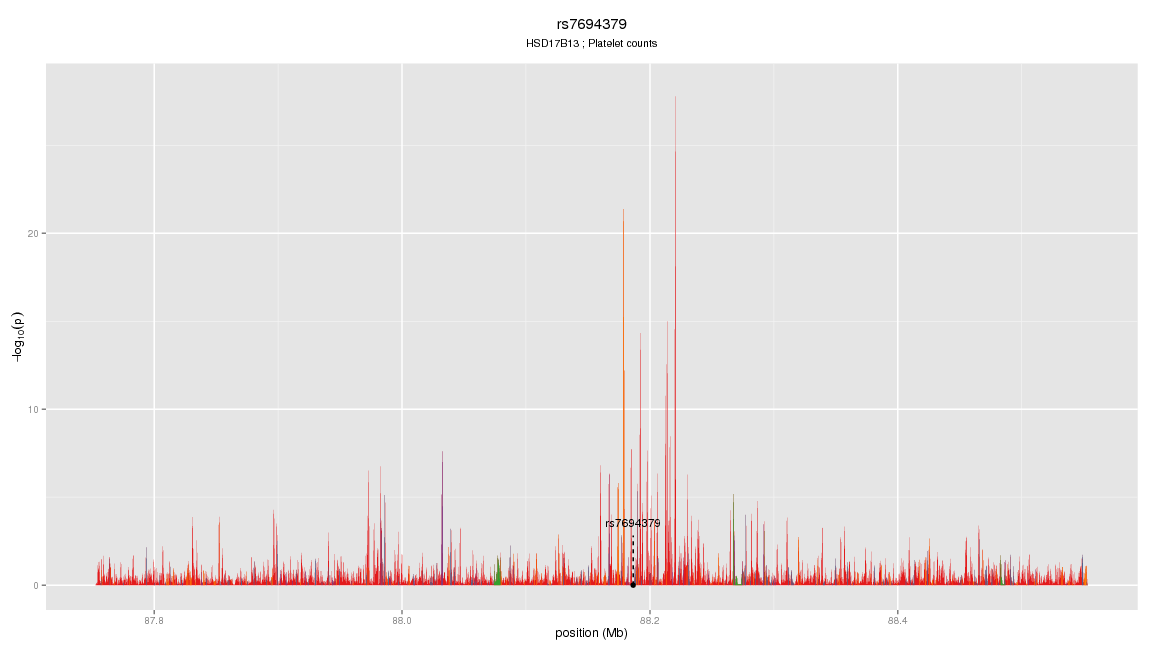 rs7694379
HSD17B13 ; Platelet counts
20
10
0
−log10(p)
rs7694379
87.8
88.0
88.2
88.4
position (Mb)